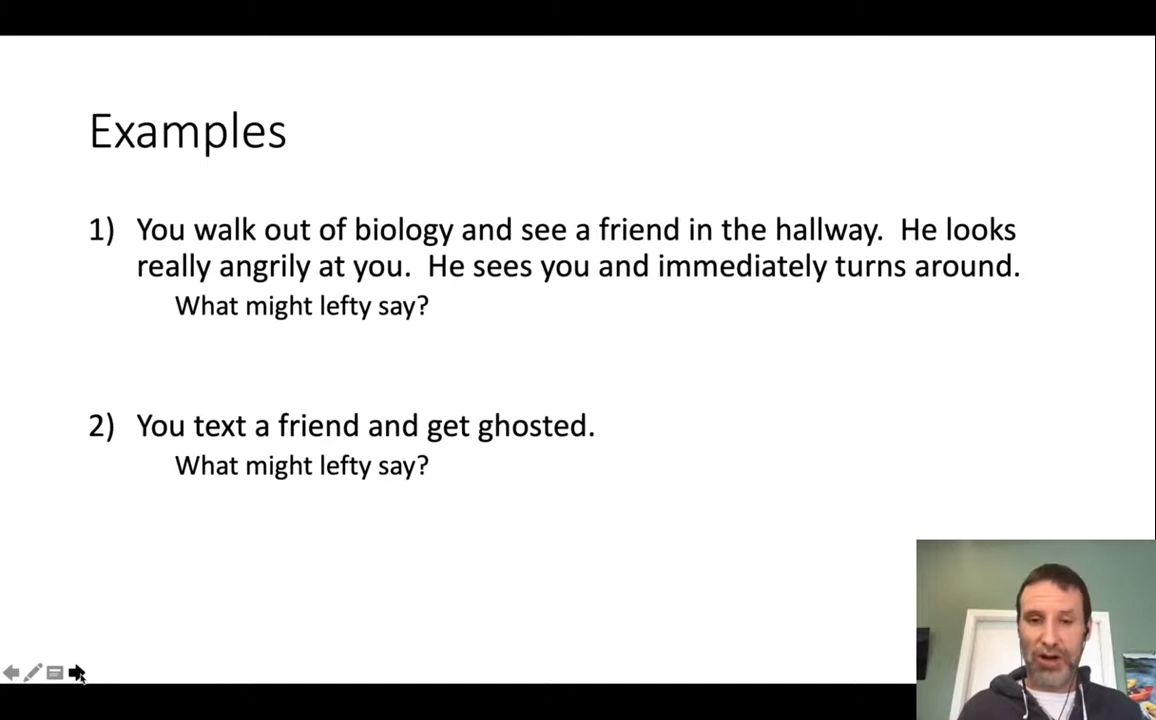 Examples
1) You walk out of biology and see a friend in the hallway. He looks
really angrily at you. He sees you and immediately turns around.
What might lefty say?
2) You text a friend and get ghosted.
What might lefty say?